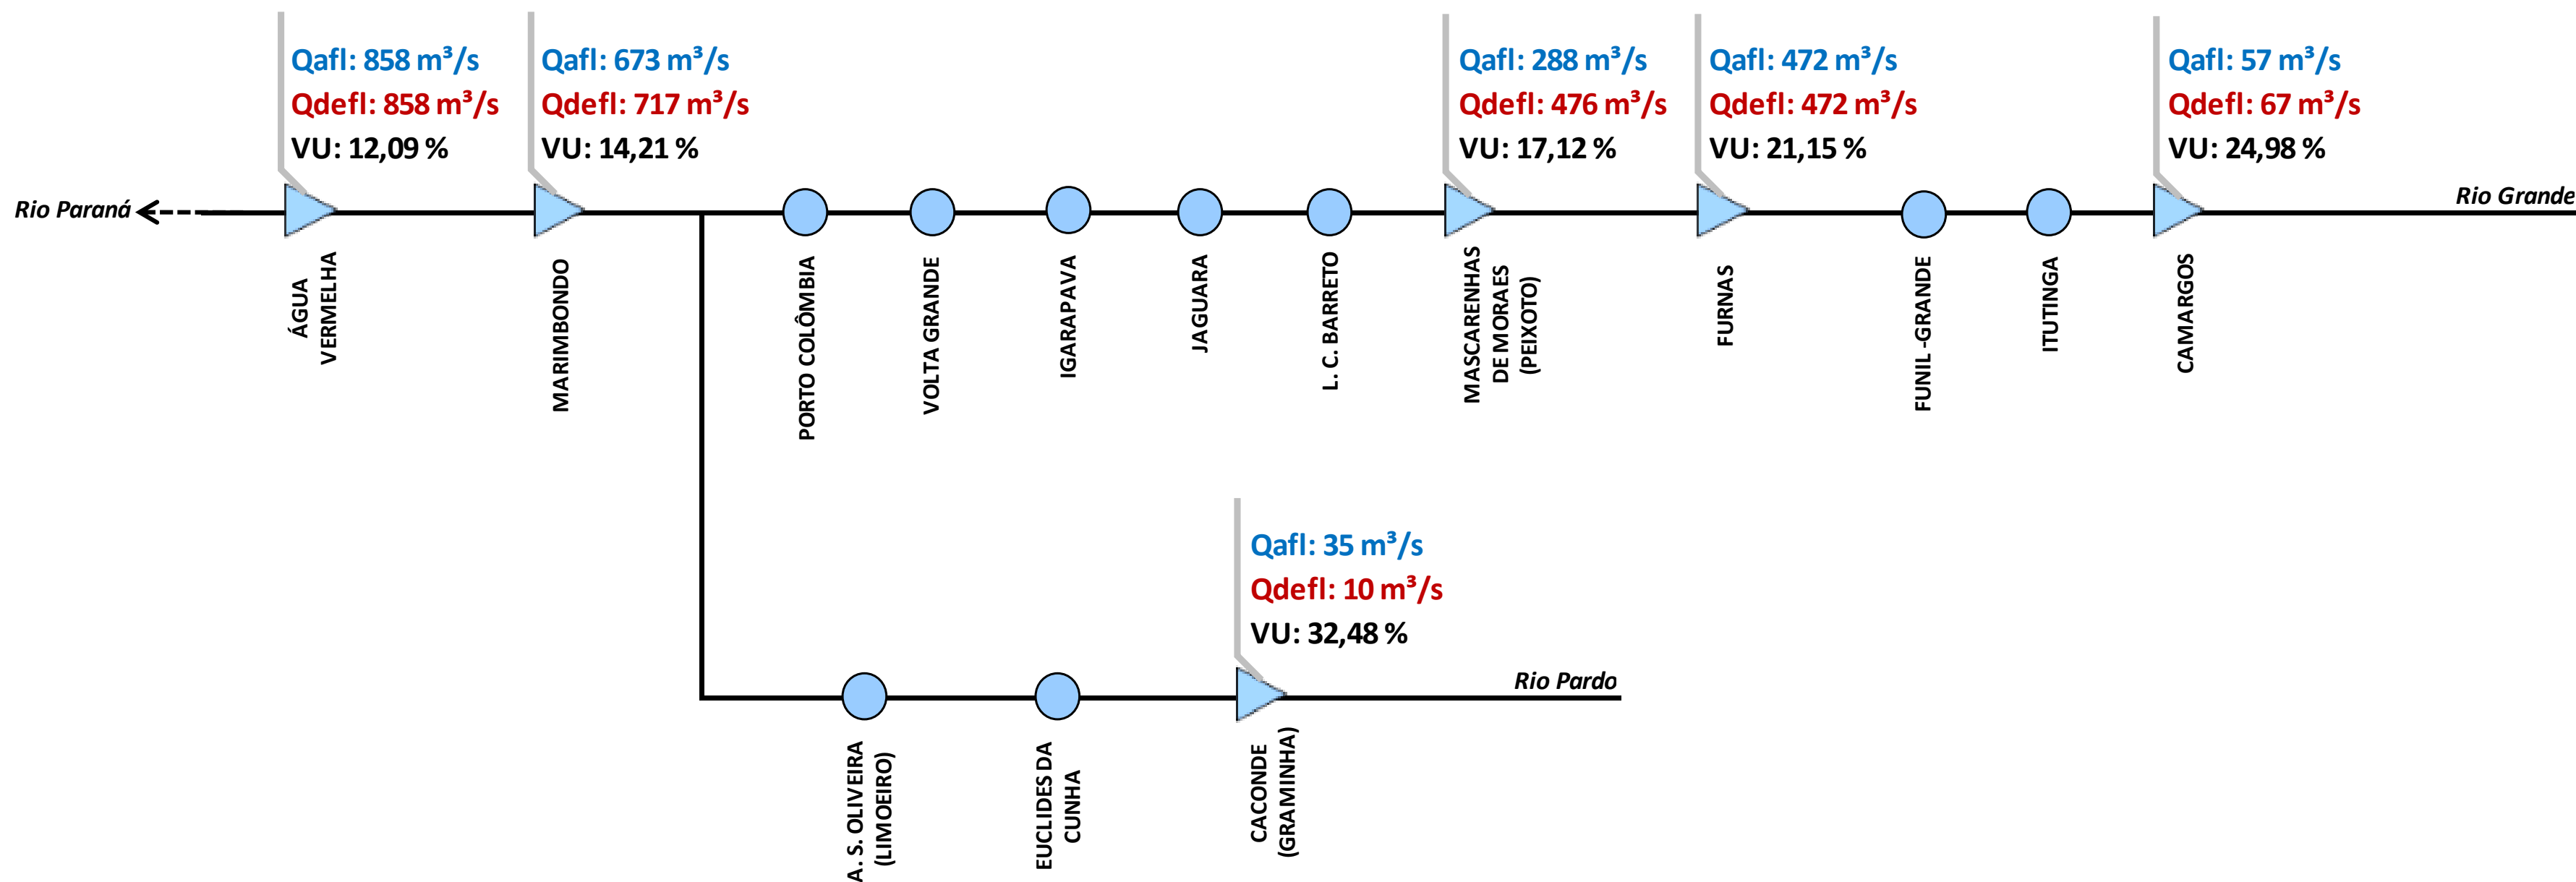 Qafl: 858 m³/s
Qdefl: 858 m³/s
VU: 12,09 %
Qafl: 673 m³/s
Qdefl: 717 m³/s
VU: 14,21 %
Qafl: 288 m³/s
Qdefl: 476 m³/s
VU: 17,12 %
Qafl: 472 m³/s
Qdefl: 472 m³/s
VU: 21,15 %
Qafl: 57 m³/s
Qdefl: 67 m³/s
VU: 24,98 %
Rio Paraná
Rio Grande
ÁGUA
VERMELHA
MARIMBONDO
PORTO COLÔMBIA
VOLTA GRANDE
IGARAPAVA
JAGUARA
L. C. BARRETO
MASCARENHAS
DE MORAES
(PEIXOTO)
FURNAS
FUNIL -GRANDE
ITUTINGA
CAMARGOS
Qafl: 35 m³/s
Qdefl: 10 m³/s
VU: 32,48 %
Rio Pardo
A. S. OLIVEIRA
(LIMOEIRO)
EUCLIDES DA
CUNHA
CACONDE
(GRAMINHA)